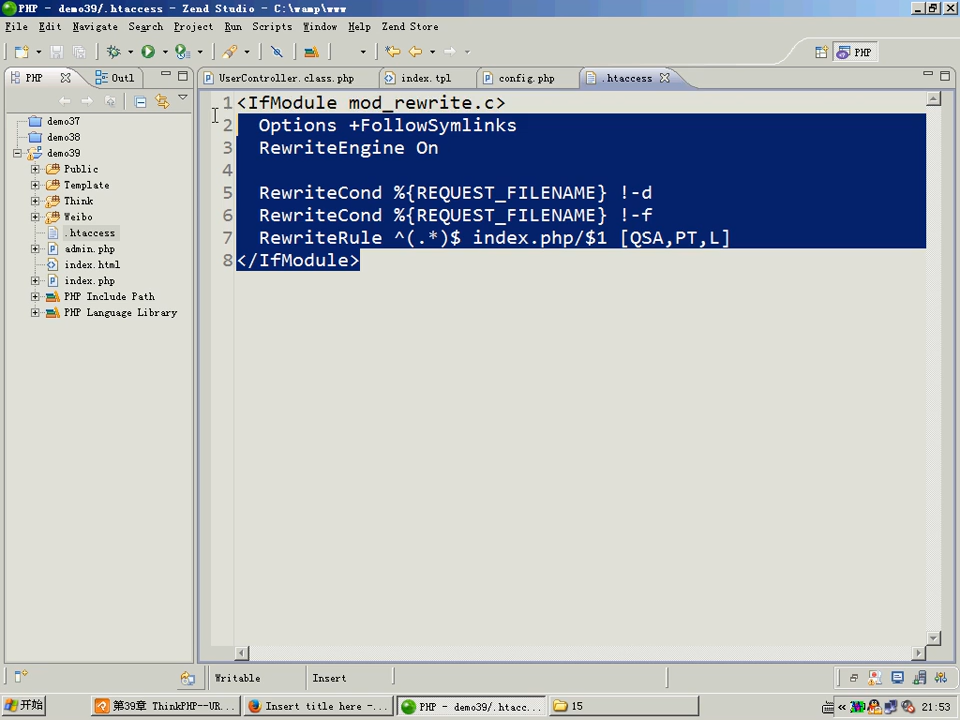 PHP - demo39/.htaccess - Zend Studio - C:\wamp\www
File Edit Navigate Search Project Run Scripts Window Help Zend Store
PHP
PHP Outl
UserController.class.php index.tpl config.php .htaccess
demo37
demo38
demo39
Public
Template
Think
Weibo
.htaccess
admin.php
index.html
index.php
PHP Include Path
PHP Language Library
1 <IfModule mod_rewrite.c>
2 Options +FollowSymlinks
3 RewriteEngine On
4
5 RewriteCond %{REQUEST_FILENAME} !-d
6 RewriteCond %{REQUEST_FILENAME} !-f
7 RewriteRule ^(.*)$ index.php/$1 [QSA,PT,L]
8 </IfModule>
Writable Insert
开始 第39章 ThinkPHP--UR... Insert title here -... PHP - demo39/.htacc... 15 21:53